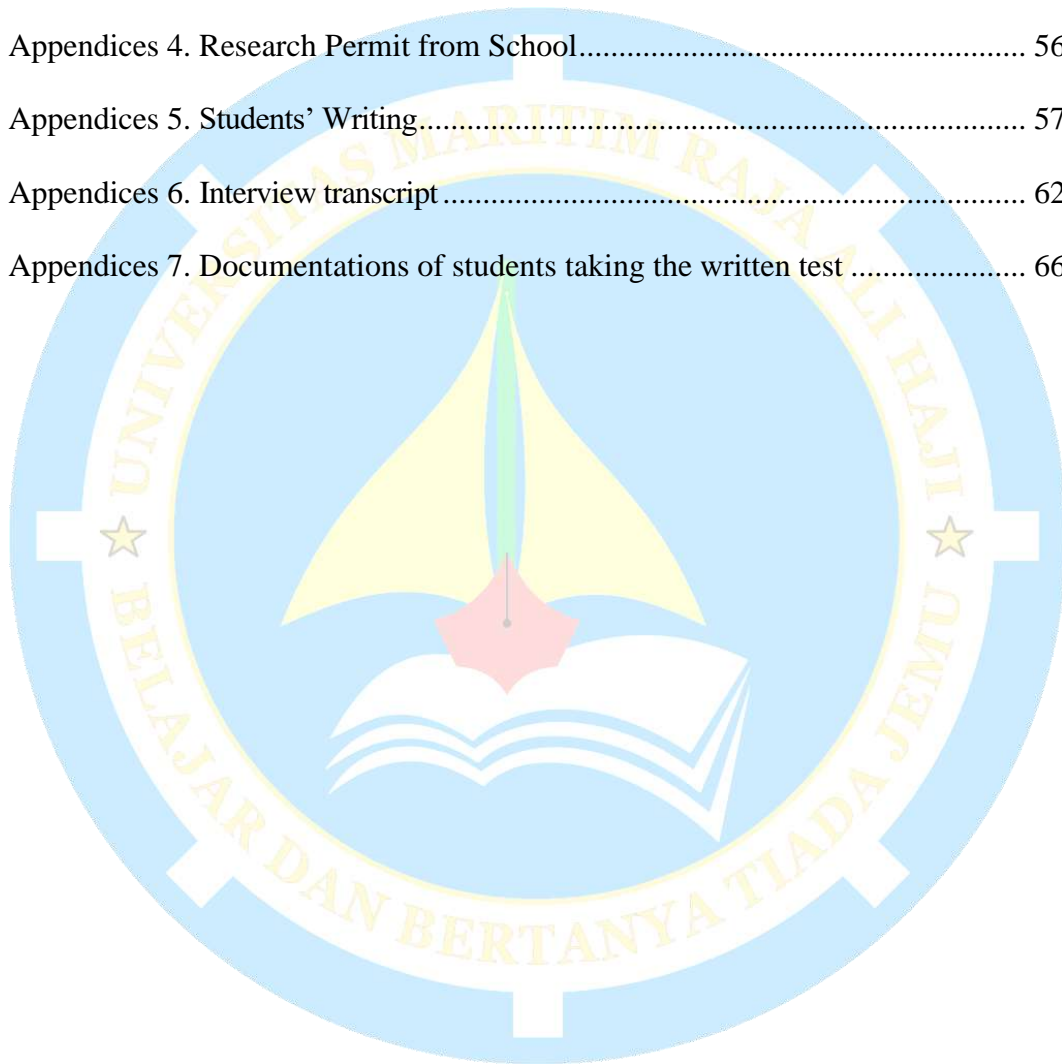 Appendices 4. Research Permit from School............................................................ 56
Appendices 5. Students’ Writing.................................................................................. 57
Appendices 6. Interview transcript .............................................................................. 62
Appendices 7. Documentations of students taking the written test ....................... 66
UNIVERSITAS MARITIM RAJA ALI HAJI
BELAJAR DAN BERTANYA TIADA JEMU